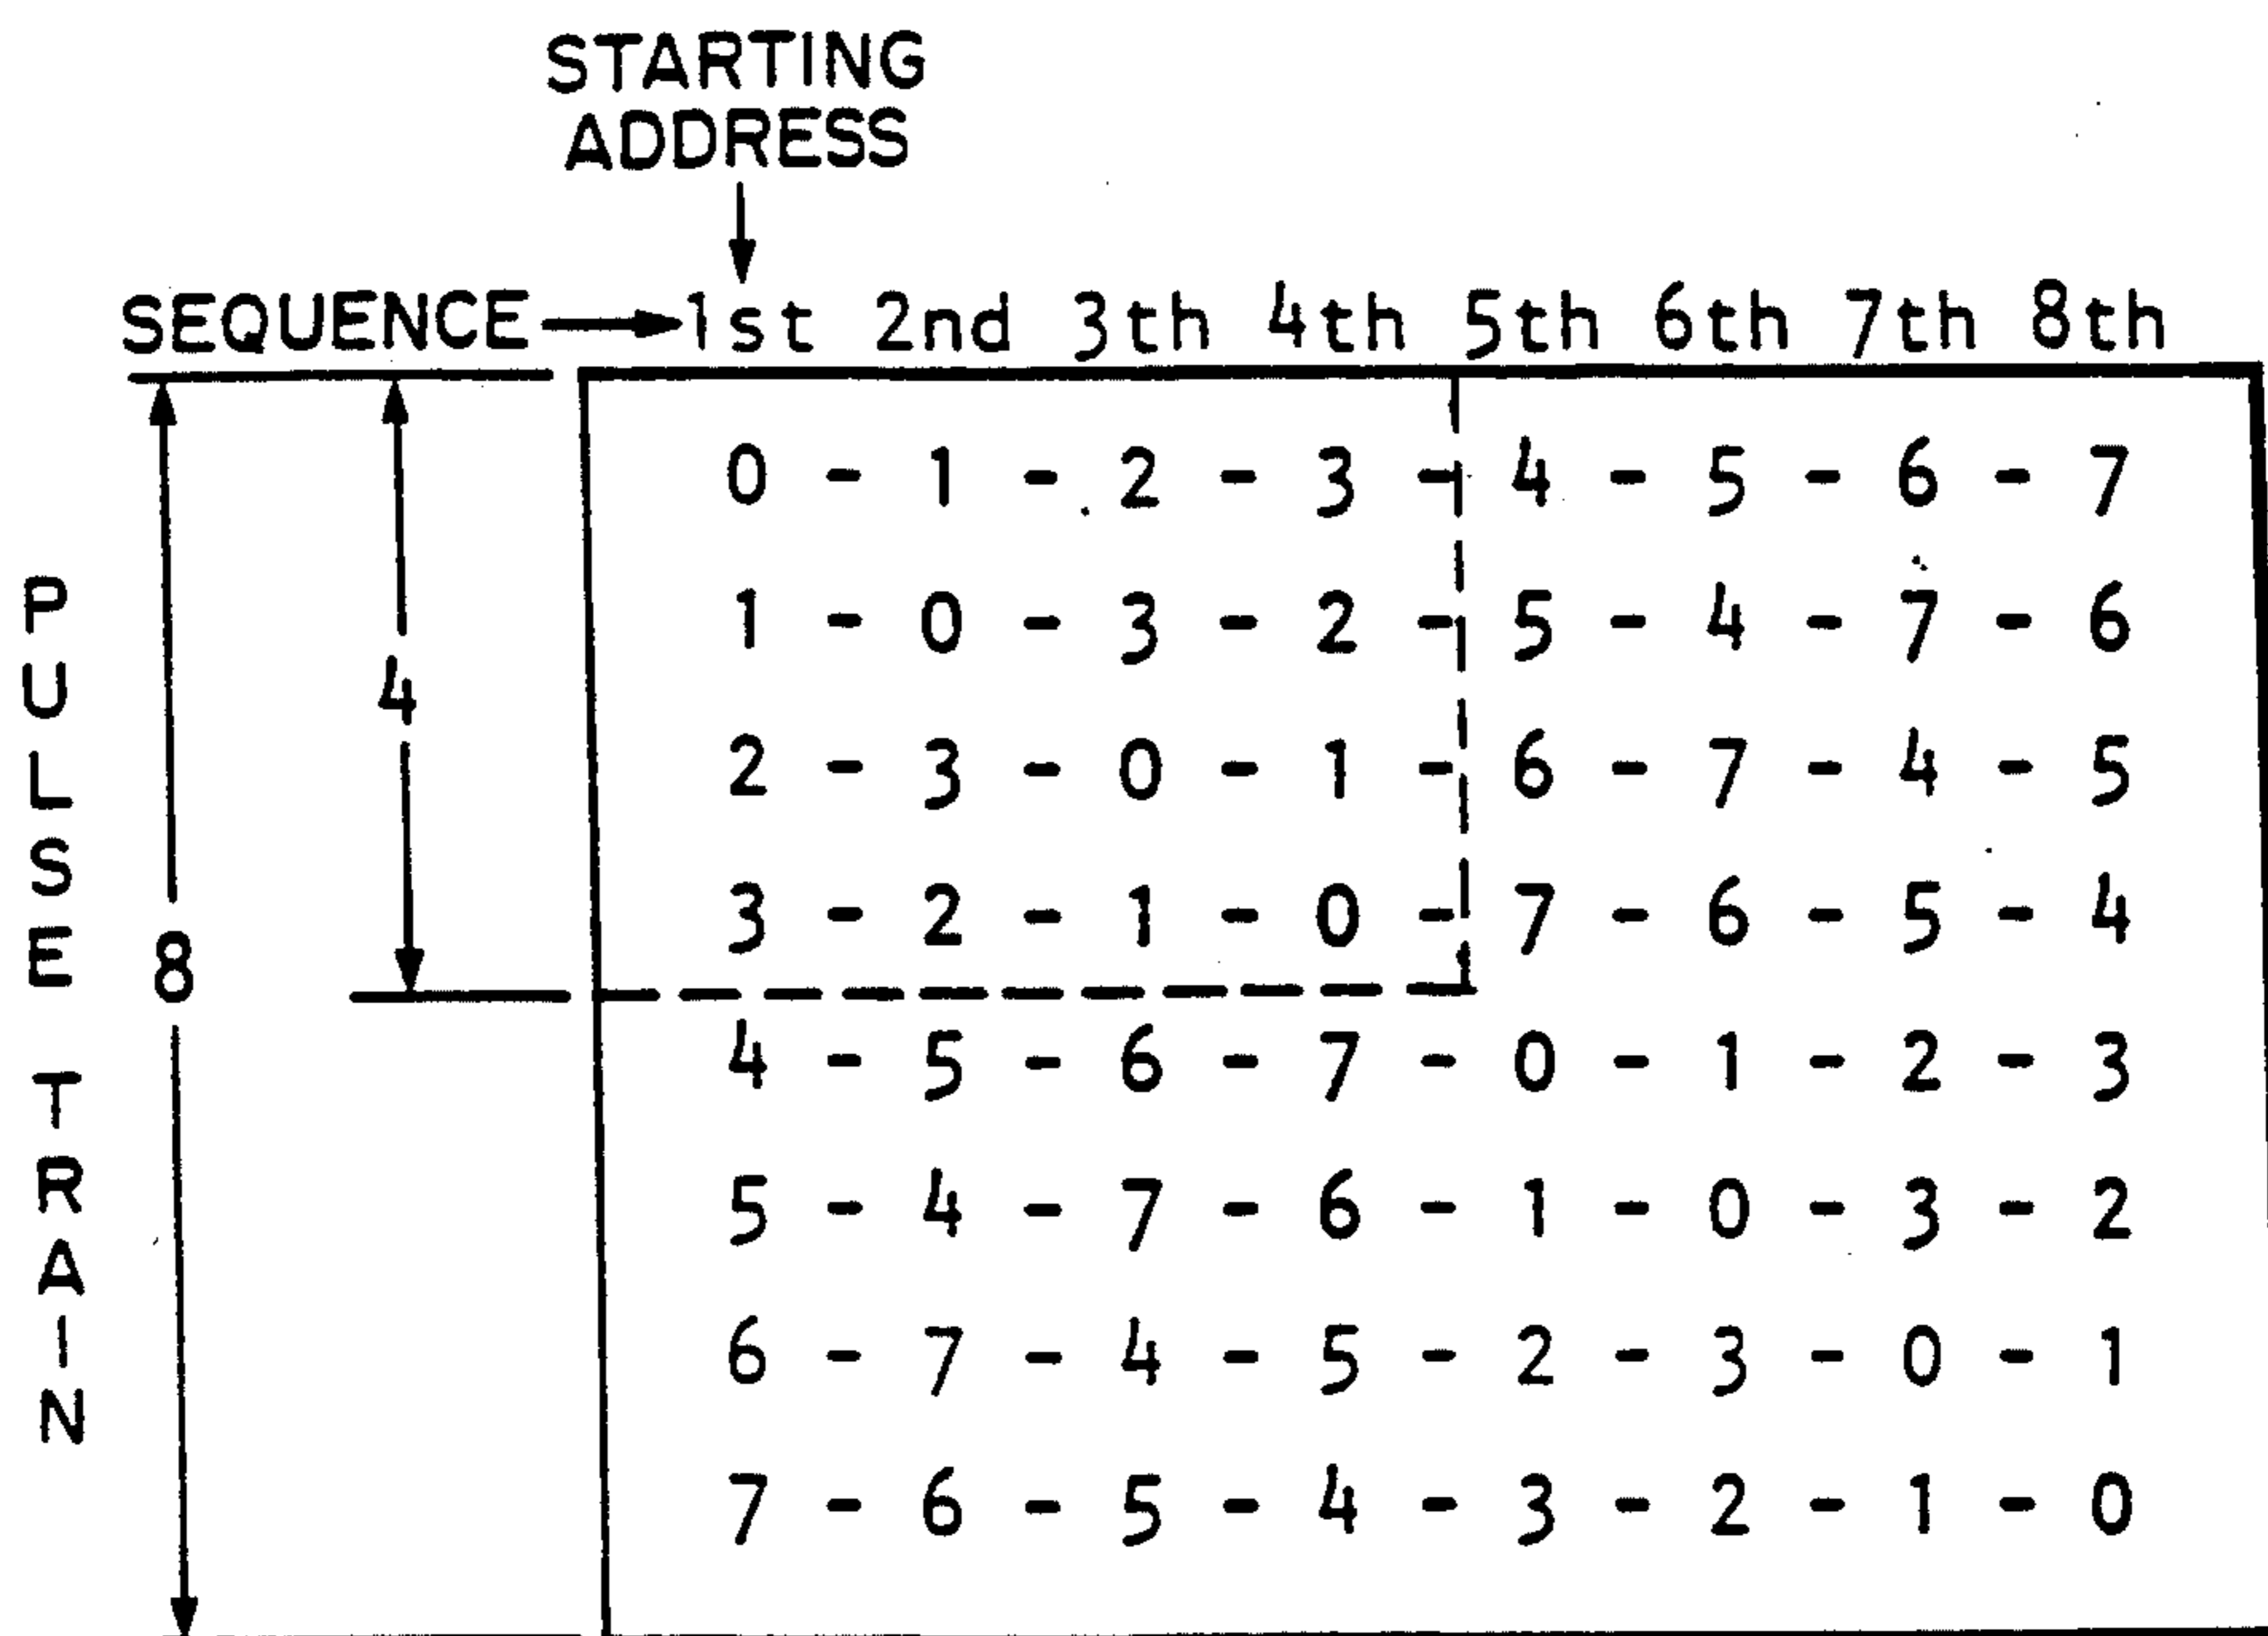 STARTING
ADDRESS
SEQUENCE 1st 2nd 3th 4th 5th 6th 7th 8th
0 - 1 - 2 - 3 - 4 - 5 - 6 - 7
1 - 0 - 3 - 2 - 5 - 4 - 7 - 6
2 - 3 - 0 - 1 - 6 - 7 - 4 - 5
3 - 2 - 1 - 0 - 7 - 6 - 5 - 4
4 - 5 - 6 - 7 - 0 - 1 - 2 - 3
5 - 4 - 7 - 6 - 1 - 0 - 3 - 2
6 - 7 - 4 - 5 - 2 - 3 - 0 - 1
7 - 6 - 5 - 4 - 3 - 2 - 1 - 0
4
8
PULSE TRAIN